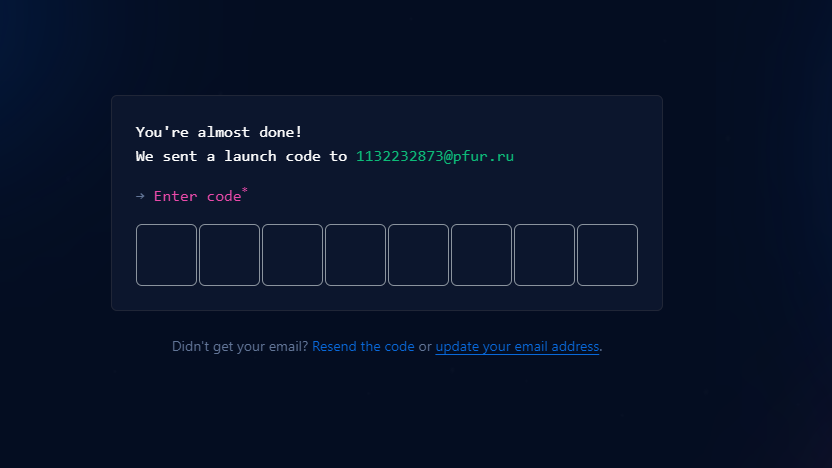 You're almost done!
We sent a launch code to 1132232873@pfur.ru
→ Enter code*
Didn't get your email? Resend the code or update your email address.